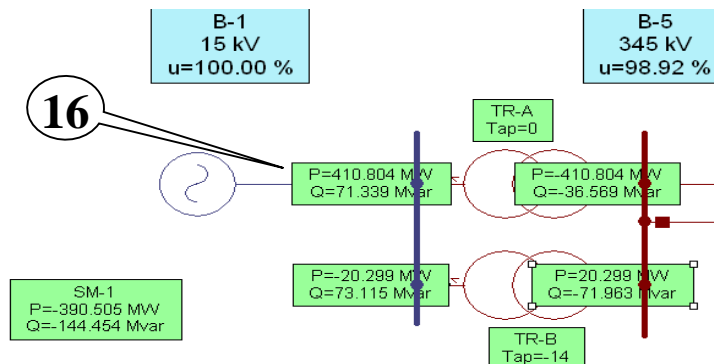 B-1
15 kV
u=100.00 %
B-5
345 kV
u=98.92 %
16
TR-A
Tap=0
P=410.804 MW
Q=71.339 Mvar
P=-410.804 MW
Q=-36.569 Mvar
P=-20.299 MW
Q=73.115 Mvar
P=20.299 MW
Q=-71.963 Mvar
SM-1
P=-390.505 MW
Q=-144.454 Mvar
TR-B
Tap=-14